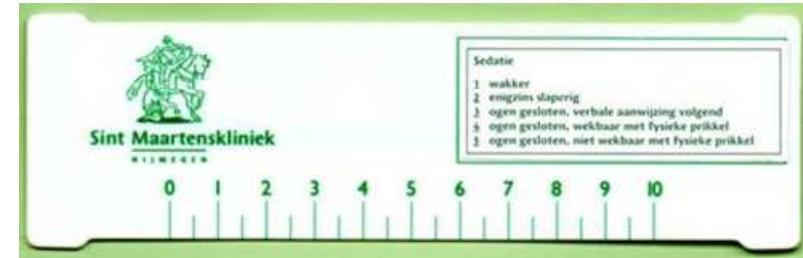 Sint Maartenskliniek
NIJMEGEN
Sedatie
1 wakker
2 enigzins slaperig
3 ogen gesloten, verbale aanwijzing volgend
4 ogen gesloten, wekbaar met fysieke prikkel
5 ogen gesloten, niet wekbaar met fysieke prikkel
0 1 2 3 4 5 6 7 8 9 10